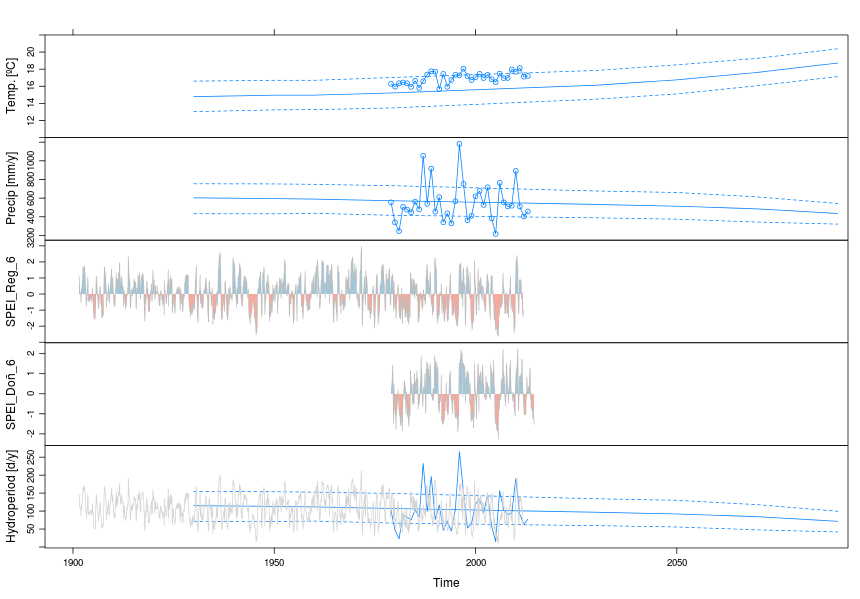 Temp. [ºC]
12 14 16 18 20
Precip [mm/y]
200 400 600 800 1000
SPEI_Reg_6
-2 -1 0 1 2 3
SPEI_Doñ_6
-2 -1 0 1 2
Hydroperiod [d/y]
50 100 150 200 250
1900 1950 2000 2050
Time